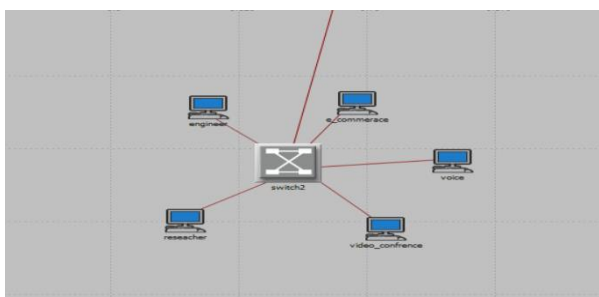 engineer
e_commerace
voice
switch2
reseacher
video_confrence